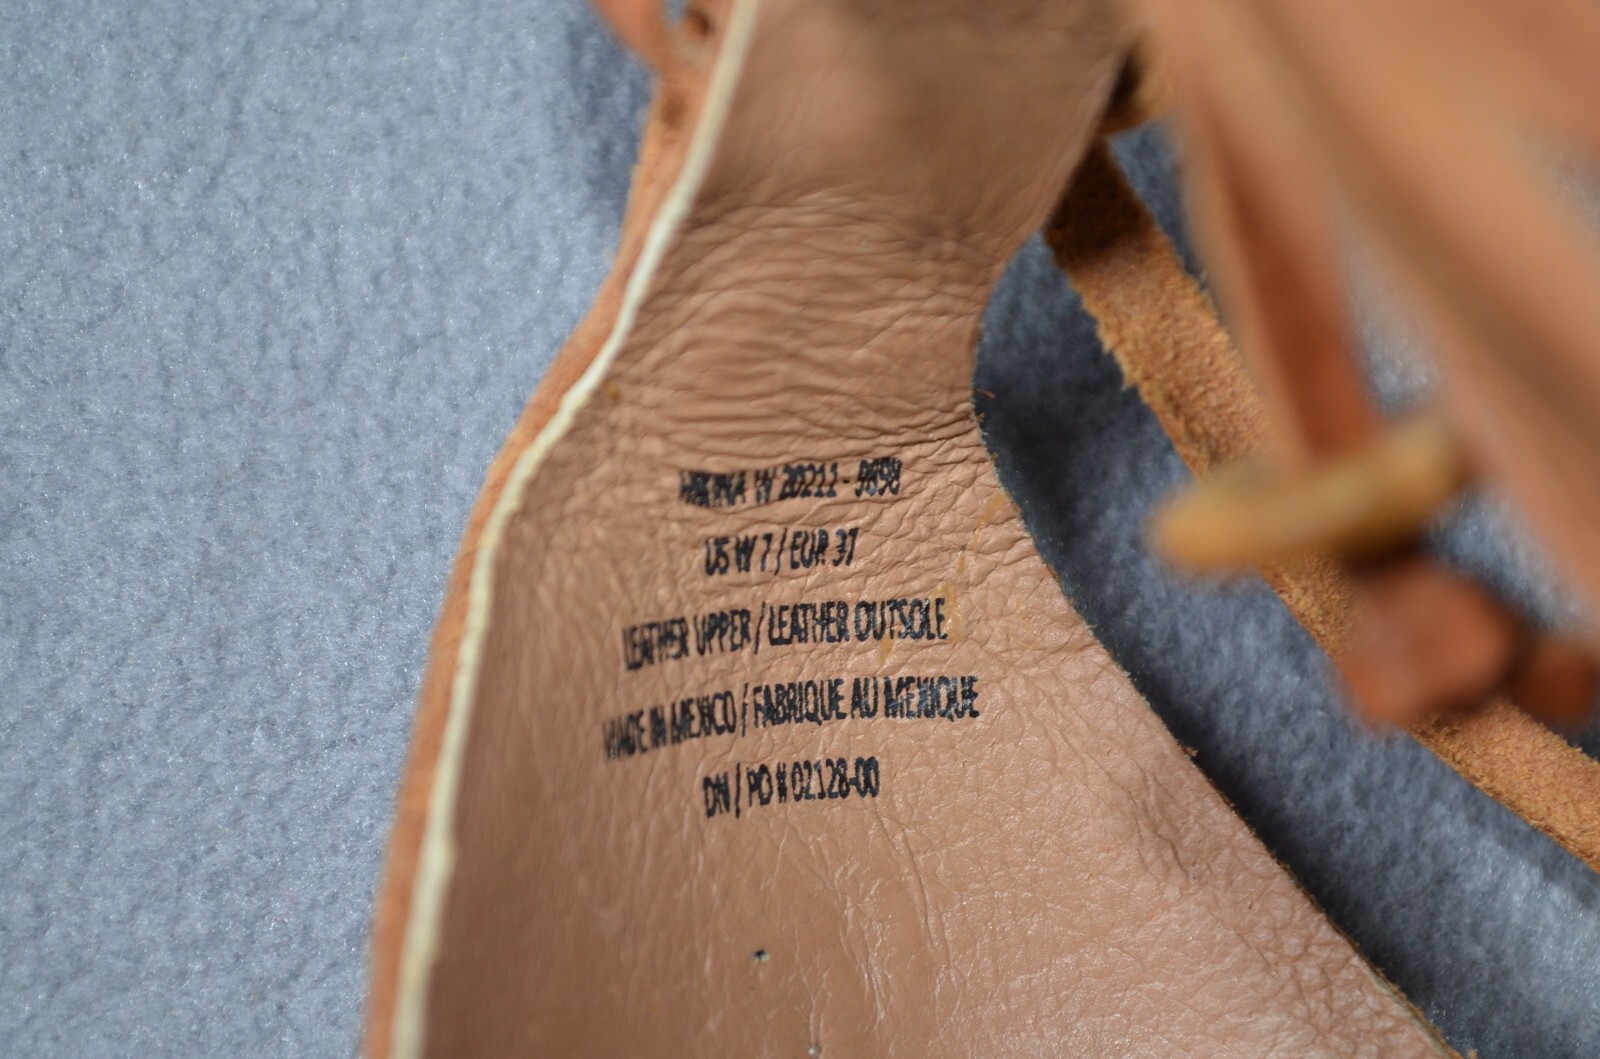 W 20211 - 9898
US W 7 / EUR 37
LEATHER UPPER / LEATHER OUTSOLE
MADE IN MEXICO / FABRIQUE AU MEXIQUE
DN / PO # 02128-00